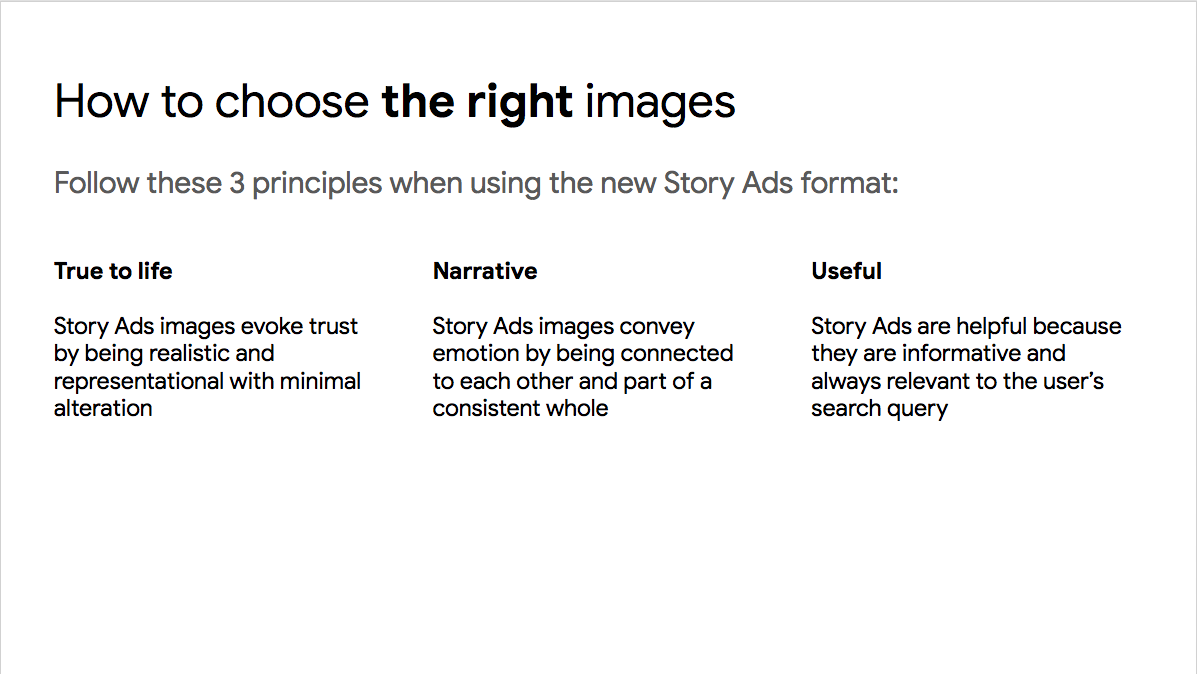 How to choose the right images
Follow these 3 principles when using the new Story Ads format:
True to life
Story Ads images evoke trust
by being realistic and
representational with minimal
alteration
Narrative
Story Ads images convey
emotion by being connected
to each other and part of a
consistent whole
Useful
Story Ads are helpful because
they are informative and
always relevant to the user’s
search query